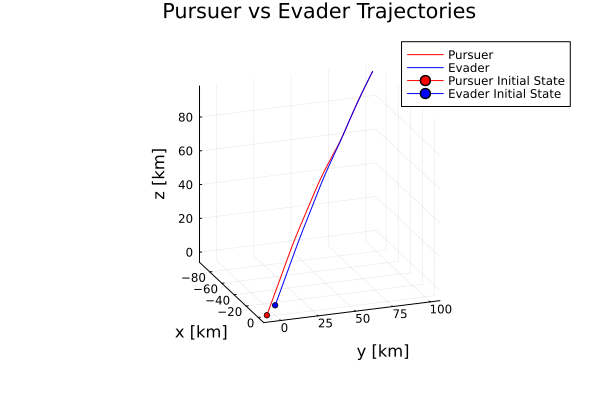 Pursuer vs Evader Trajectories
Pursuer
Evader
Pursuer Initial State
Evader Initial State
z [km]
80
60
40
20
0
−80
−60
−40
−20
0
x [km]
0
25
50
75
100
y [km]